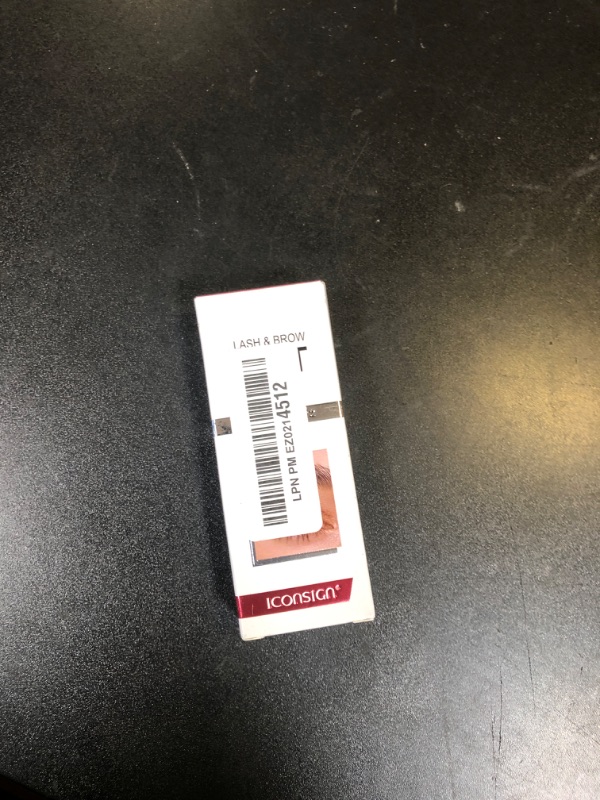 LASH & BROW
LPN PM EZ0214512
ICONSIGN®